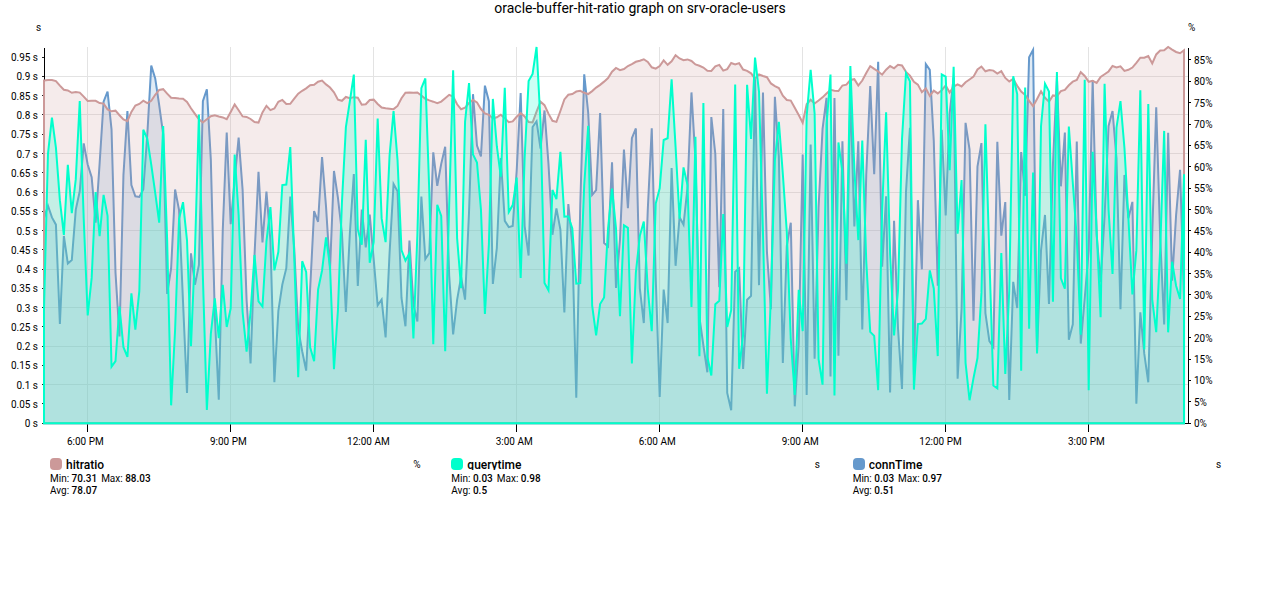 oracle-buffer-hit-ratio graph on srv-oracle-users
s %
0.95 s 85%
0.9 s 80%
0.85 s 75%
0.8 s 70%
0.75 s 65%
0.7 s 60%
0.65 s 55%
0.6 s 50%
0.55 s 45%
0.5 s 40%
0.45 s 35%
0.4 s 30%
0.35 s 25%
0.3 s 20%
0.25 s 15%
0.2 s 10%
0.15 s 5%
0.1 s 0%
0.05 s
0 s
6:00 PM 9:00 PM 12:00 AM 3:00 AM 6:00 AM 9:00 AM 12:00 PM 3:00 PM
hitratio % querytime s connTime s
Min: 70.31 Max: 88.03 Min: 0.03 Max: 0.98 Min: 0.03 Max: 0.97
Avg: 78.07 Avg: 0.5 Avg: 0.51